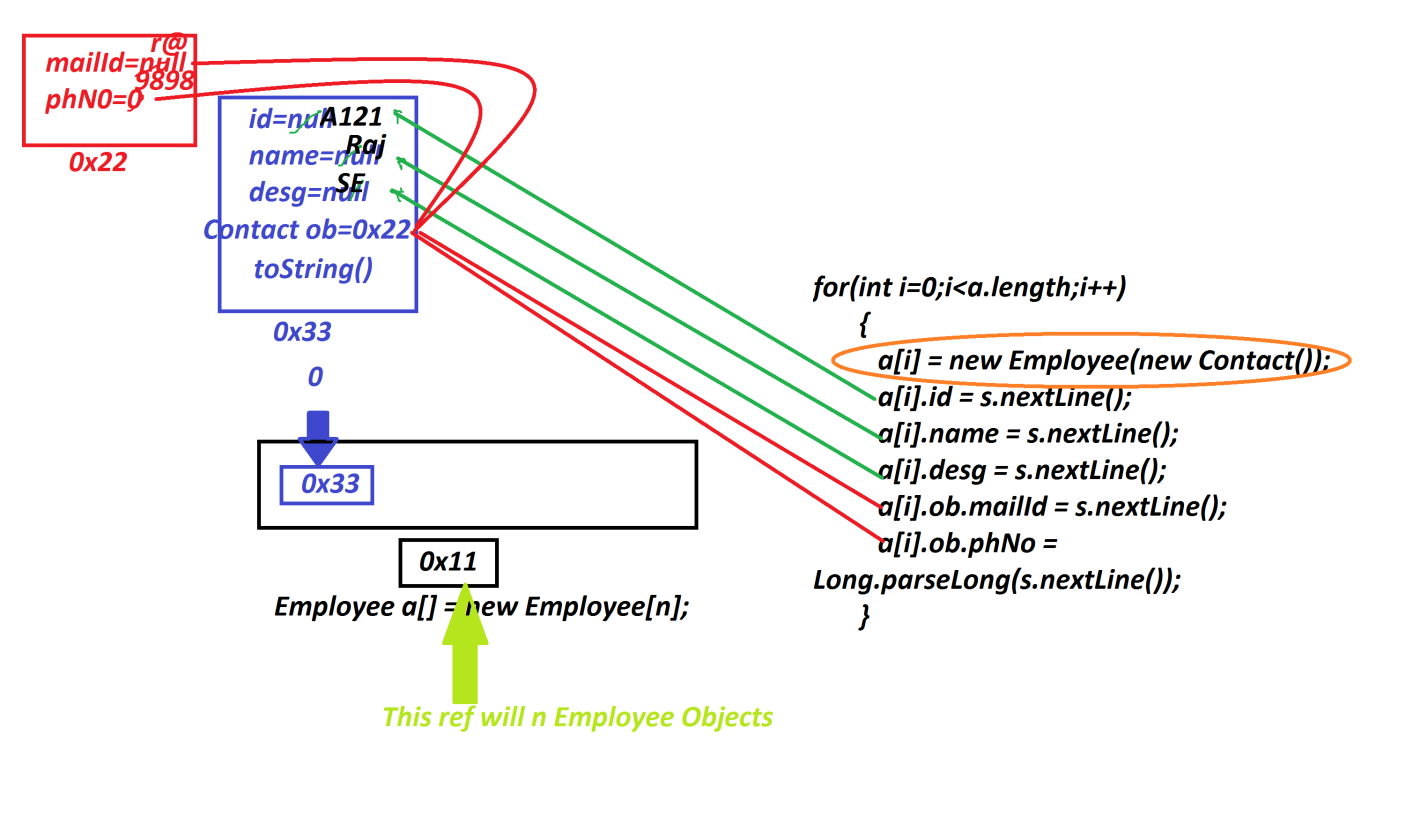 r@
mailId=null
9898
phN0=0
0x22
id=null A121
Raj
name=null
SE
desg=null
Contact ob=0x22
toString()
0x33
0
0x33
0x11
Employee a[] = new Employee[n];
This ref will n Employee Objects
for(int i=0;i<a.length;i++)
{
a[i] = new Employee(new Contact());
a[i].id = s.nextLine();
a[i].name = s.nextLine();
a[i].desg = s.nextLine();
a[i].ob.mailId = s.nextLine();
a[i].ob.phNo =
Long.parseLong(s.nextLine());
}